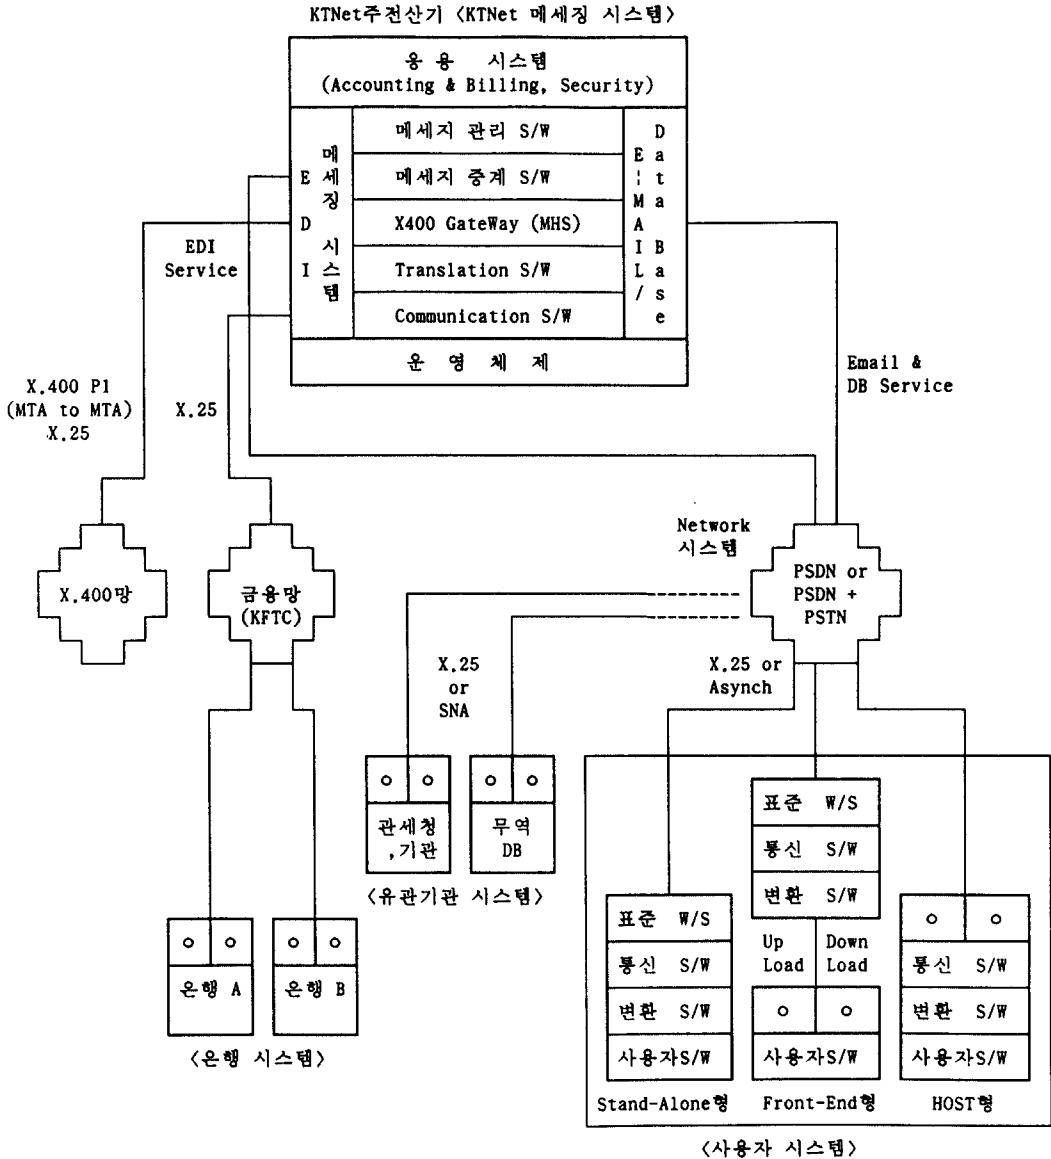 KTNet주전산기 〈KTNet 메세징 시스템〉
응 용 시스템
(Accounting & Billing, Security)
EDI
메세징 시스템
메세지 관리 S/W
메세지 중계 S/W
X400 GateWay (MHS)
Translation S/W
Communication S/W
E¦MAIL/
Data Base
운 영 체 제
EDI
Service
Email &
DB Service
X.400 P1
(MTA to MTA)
X.25
X.25
X.400망
금융망
(KFTC)
Network
시스템
PSDN or
PSDN +
PSTN
X.25
or
SNA
X.25 or
Asynch
관세청
,기관
무역
DB
〈유관기관 시스템〉
은행 A
은행 B
〈은행 시스템〉
표준 W/S
통신 S/W
변환 S/W
사용자S/W
Stand-Alone형
표준 W/S
통신 S/W
변환 S/W
Up
Load
Down
Load
사용자S/W
Front-End형
통신 S/W
변환 S/W
사용자S/W
HOST형
〈사용자 시스템〉